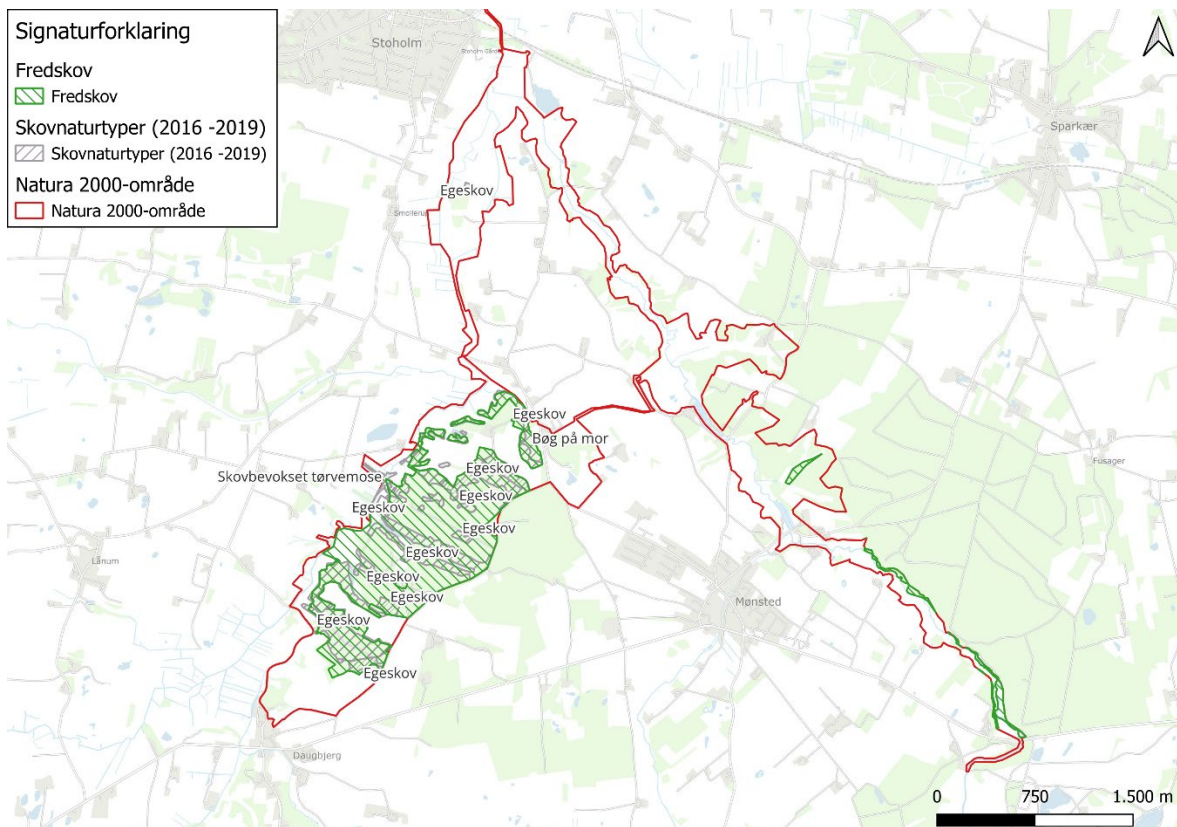 Signaturforklaring
Fredskov
Fredskov
Skovnaturtyper (2016 -2019)
Skovnaturtyper (2016 -2019)
Natura 2000-område
Natura 2000-område
Stoholm
Sparkær
Egeskov
Smollerup
Egeskov
Bøg på mor
Egeskov
Skovbevokset tørvemose
Egeskov
Egeskov
Egeskov
Egeskov
Egeskov
Egeskov
Egeskov
Egeskov
Fusager
Lånum
Mønsted
Daugbjerg
0 750 1.500 m